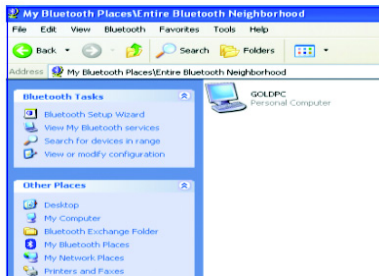 My Bluetooth Places\Entire Bluetooth Neighborhood
File Edit View Bluetooth Favorites Tools Help
Back Search Folders
Address My Bluetooth Places\Entire Bluetooth Neighborhood
Bluetooth Tasks
Bluetooth Setup Wizard
View My Bluetooth services
Search for devices in range
View or modify configuration
Other Places
Desktop
My Computer
Bluetooth Exchange Folder
My Bluetooth Places
My Network Places
Printers and Faxes
GOLDPC
Personal Computer